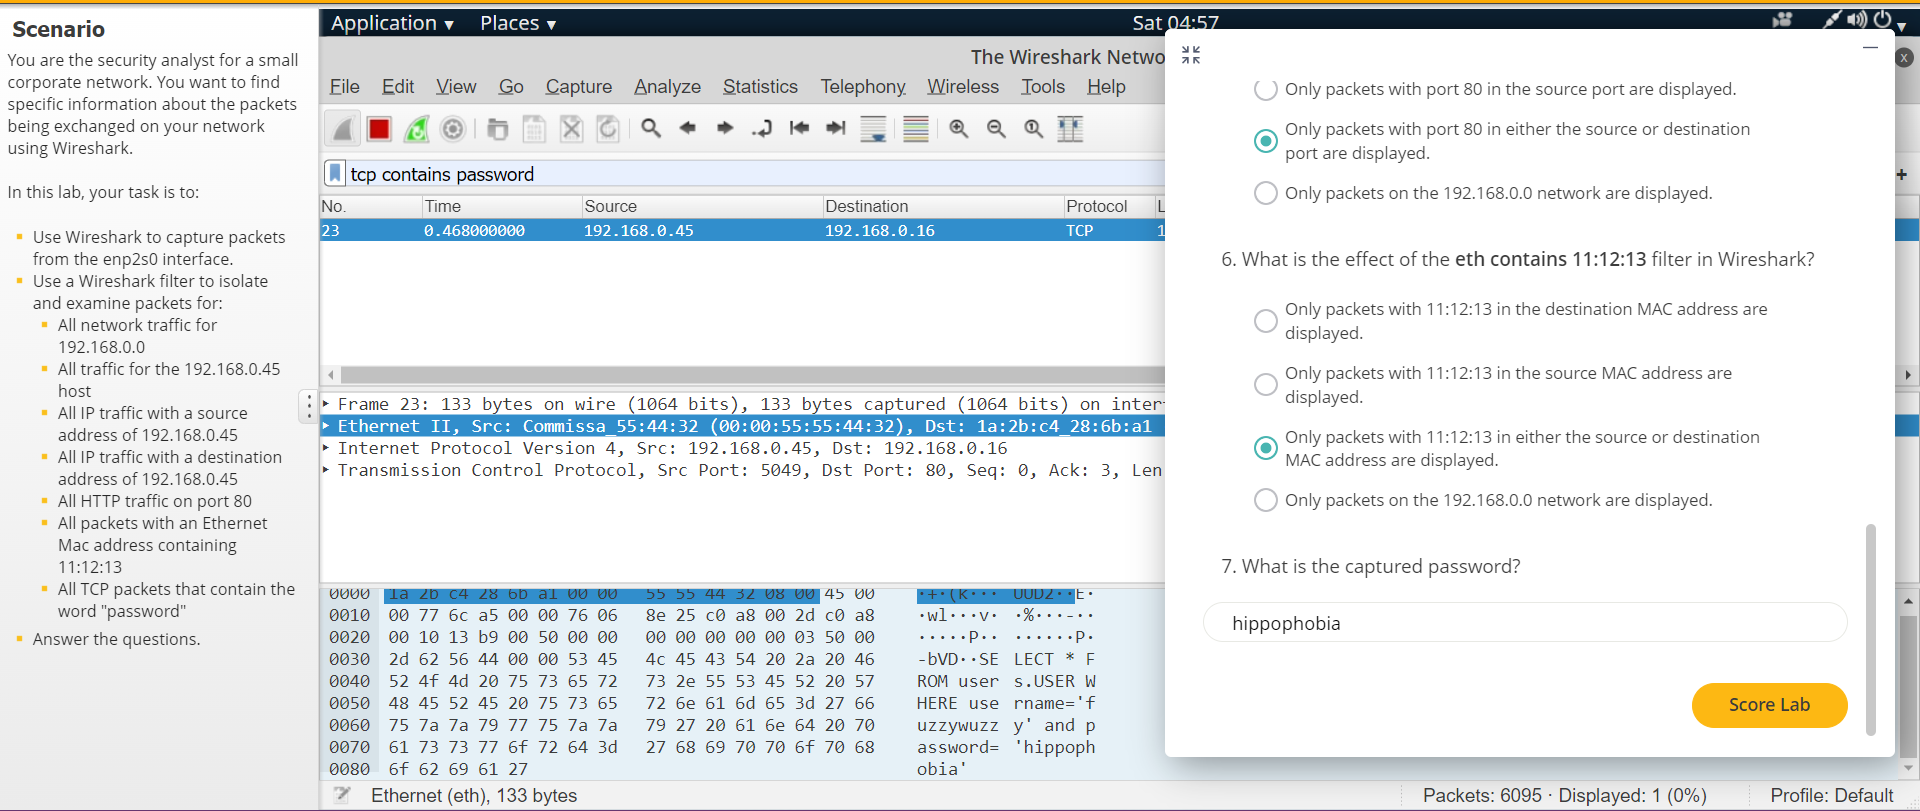 Scenario
You are the security analyst for a small
corporate network. You want to find
specific information about the packets
being exchanged on your network
using Wireshark.
In this lab, your task is to:
Use Wireshark to capture packets
from the enp2s0 interface.
Use a Wireshark filter to isolate
and examine packets for:
All network traffic for
192.168.0.0
All traffic for the 192.168.0.45
host
All IP traffic with a source
address of 192.168.0.45
All IP traffic with a destination
address of 192.168.0.45
All HTTP traffic on port 80
All packets with an Ethernet
Mac address containing
11:12:13
All TCP packets that contain the
word "password"
Answer the questions.
Application Places Sat 04:57
The Wireshark Netwo
File Edit View Go Capture Analyze Statistics Telephony Wireless Tools Help
tcp contains password
No. Time Source Destination Protocol L
23 0.468000000 192.168.0.45 192.168.0.16 TCP 1
Frame 23: 133 bytes on wire (1064 bits), 133 bytes captured (1064 bits) on inter
Ethernet II, Src: Commissa_55:44:32 (00:00:55:55:44:32), Dst: 1a:2b:c4_28:6b:a1
Internet Protocol Version 4, Src: 192.168.0.45, Dst: 192.168.0.16
Transmission Control Protocol, Src Port: 5049, Dst Port: 80, Seq: 0, Ack: 3, Len
0000 1a 2b c4 28 6b a1 00 00 55 55 44 32 08 00 45 00 ·+·(k··· UUD2··E·
0010 00 77 6c a5 00 00 76 06 8e 25 c0 a8 00 2d c0 a8 ·wl···v· ·%···-··
0020 00 10 13 b9 00 50 00 00 00 00 00 00 00 03 50 00 ·····P·· ······P·
0030 2d 62 56 44 00 00 53 45 4c 45 43 54 20 2a 20 46 -bVD··SE LECT * F
0040 52 4f 4d 20 75 73 65 72 73 2e 55 53 45 52 20 57 ROM user s.USER W
0050 48 45 52 45 20 75 73 65 72 6e 61 6d 65 3d 27 66 HERE use rname='f
0060 75 7a 7a 79 77 75 7a 7a 79 27 20 61 6e 64 20 70 uzzywuzz y' and p
0070 61 73 73 77 6f 72 64 3d 27 68 69 70 70 6f 70 68 assword= 'hippoph
0080 6f 62 69 61 27 obia'
Ethernet (eth), 133 bytes
Packets: 6095 · Displayed: 1 (0%) Profile: Default
Only packets with port 80 in the source port are displayed.
Only packets with port 80 in either the source or destination
port are displayed.
Only packets on the 192.168.0.0 network are displayed.
6. What is the effect of the eth contains 11:12:13 filter in Wireshark?
Only packets with 11:12:13 in the destination MAC address are
displayed.
Only packets with 11:12:13 in the source MAC address are
displayed.
Only packets with 11:12:13 in either the source or destination
MAC address are displayed.
Only packets on the 192.168.0.0 network are displayed.
7. What is the captured password?
hippophobia
Score Lab